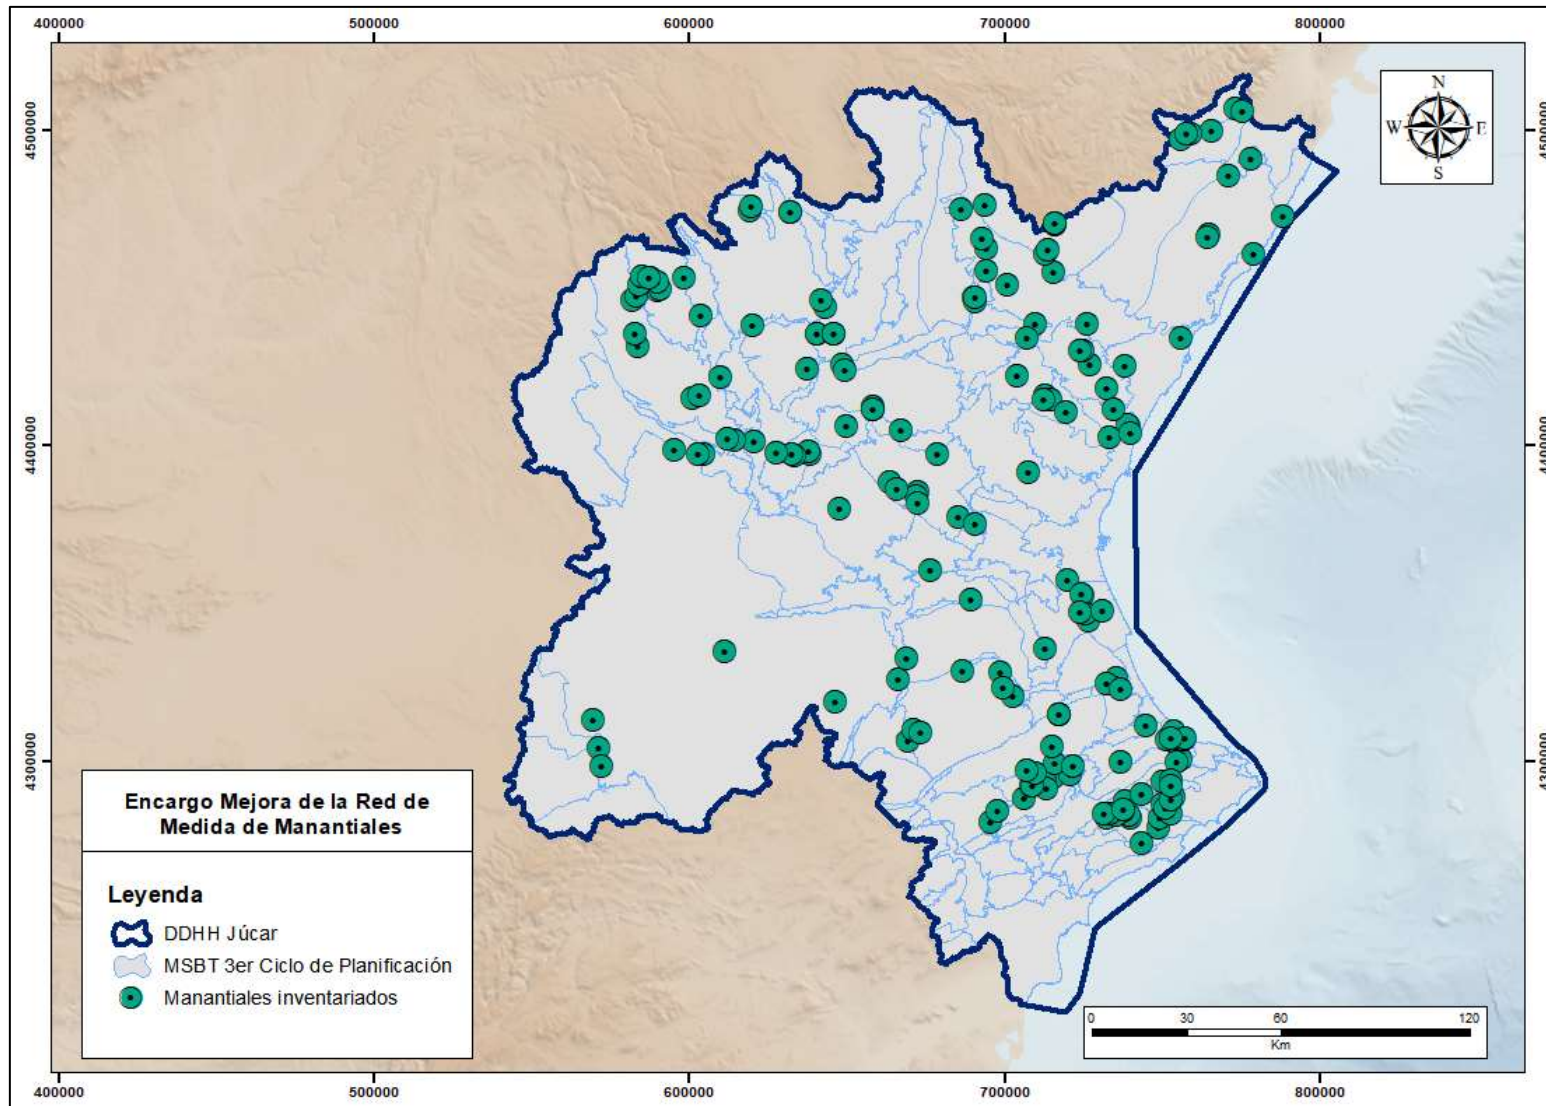 400000 500000 600000 700000 800000
4500000 4500000
N
W E
S
4400000 4400000
4300000 4300000
Encargo Mejora de la Red de
Medida de Manantiales
Leyenda
DDHH Júcar
MSBT 3er Ciclo de Planificación
Manantiales inventariados
0 30 60 120
Km
400000 500000 600000 700000 800000